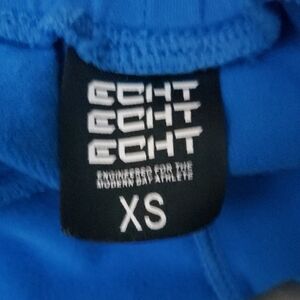 ECHT
ECHT
ECHT
ENGINEERED FOR THE
MODERN DAY ATHLETE
XS